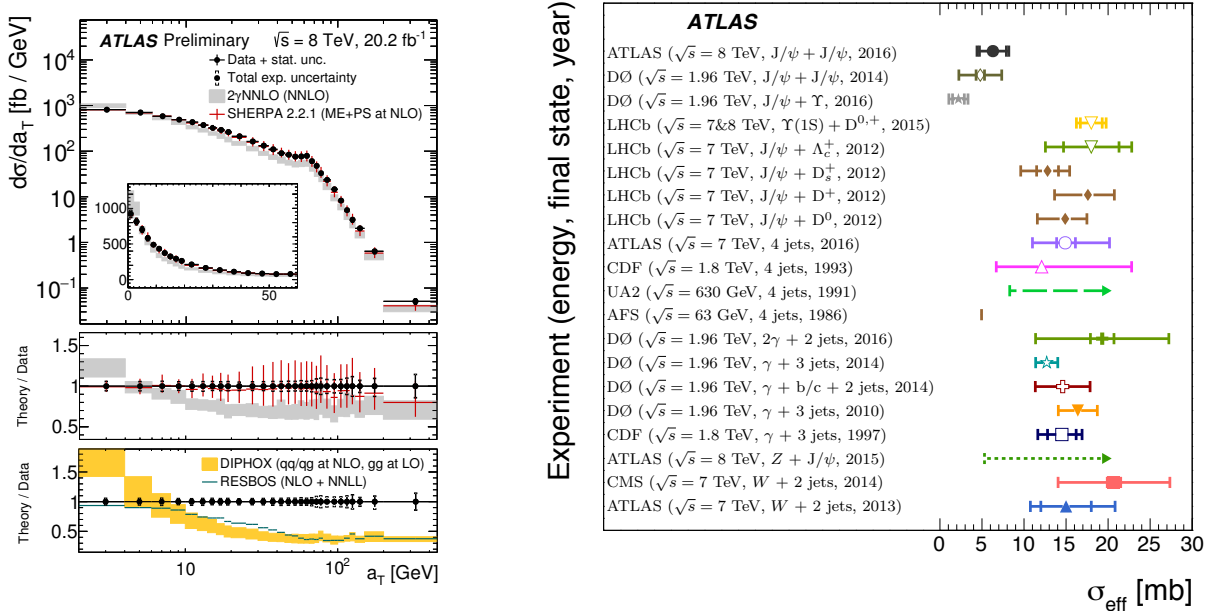 ATLAS Preliminary √s = 8 TeV, 20.2 fb⁻¹
Data + stat. unc.
Total exp. uncertainty
2γNNLO (NNLO)
SHERPA 2.2.1 (ME+PS at NLO)
dσ/da_T [fb / GeV]
10⁴
10³
10²
10
1
10⁻¹
1000
500
0
0 50
Theory / Data
1.5
1
0.5
Theory / Data
DIPHOX (qq/qg at NLO, gg at LO)
RESBOS (NLO + NNLL)
1.5
1
0.5
10 10²
a_T [GeV]
Experiment (energy, final state, year)
ATLAS
ATLAS (√s = 8 TeV, J/ψ + J/ψ, 2016)
DØ (√s = 1.96 TeV, J/ψ + J/ψ, 2014)
DØ (√s = 1.96 TeV, J/ψ + Υ, 2016)
LHCb (√s = 7&8 TeV, Υ(1S) + D⁰,⁺, 2015)
LHCb (√s = 7 TeV, J/ψ + Λ_c⁺, 2012)
LHCb (√s = 7 TeV, J/ψ + D_s⁺, 2012)
LHCb (√s = 7 TeV, J/ψ + D⁺, 2012)
LHCb (√s = 7 TeV, J/ψ + D⁰, 2012)
ATLAS (√s = 7 TeV, 4 jets, 2016)
CDF (√s = 1.8 TeV, 4 jets, 1993)
UA2 (√s = 630 GeV, 4 jets, 1991)
AFS (√s = 63 GeV, 4 jets, 1986)
DØ (√s = 1.96 TeV, 2γ + 2 jets, 2016)
DØ (√s = 1.96 TeV, γ + 3 jets, 2014)
DØ (√s = 1.96 TeV, γ + b/c + 2 jets, 2014)
DØ (√s = 1.96 TeV, γ + 3 jets, 2010)
CDF (√s = 1.8 TeV, γ + 3 jets, 1997)
ATLAS (√s = 8 TeV, Z + J/ψ, 2015)
CMS (√s = 7 TeV, W + 2 jets, 2014)
ATLAS (√s = 7 TeV, W + 2 jets, 2013)
0 5 10 15 20 25 30
σ_eff [mb]